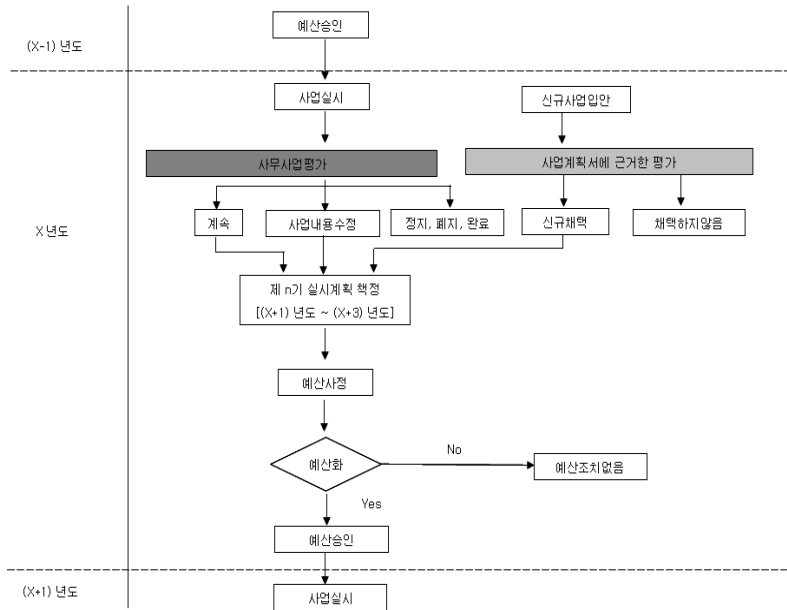 (X-1) 년도
예산승인
X 년도
사업실시
신규사업입안
사무사업평가
사업계획서에 근거한 평가
계속
사업내용수정
정지, 폐지, 완료
신규채택
채택하지않음
제 n기 실시계획 책정
[(X+1) 년도 ~ (X+3) 년도]
예산사정
예산화
No
예산조치없음
Yes
예산승인
(X+1) 년도
사업실시